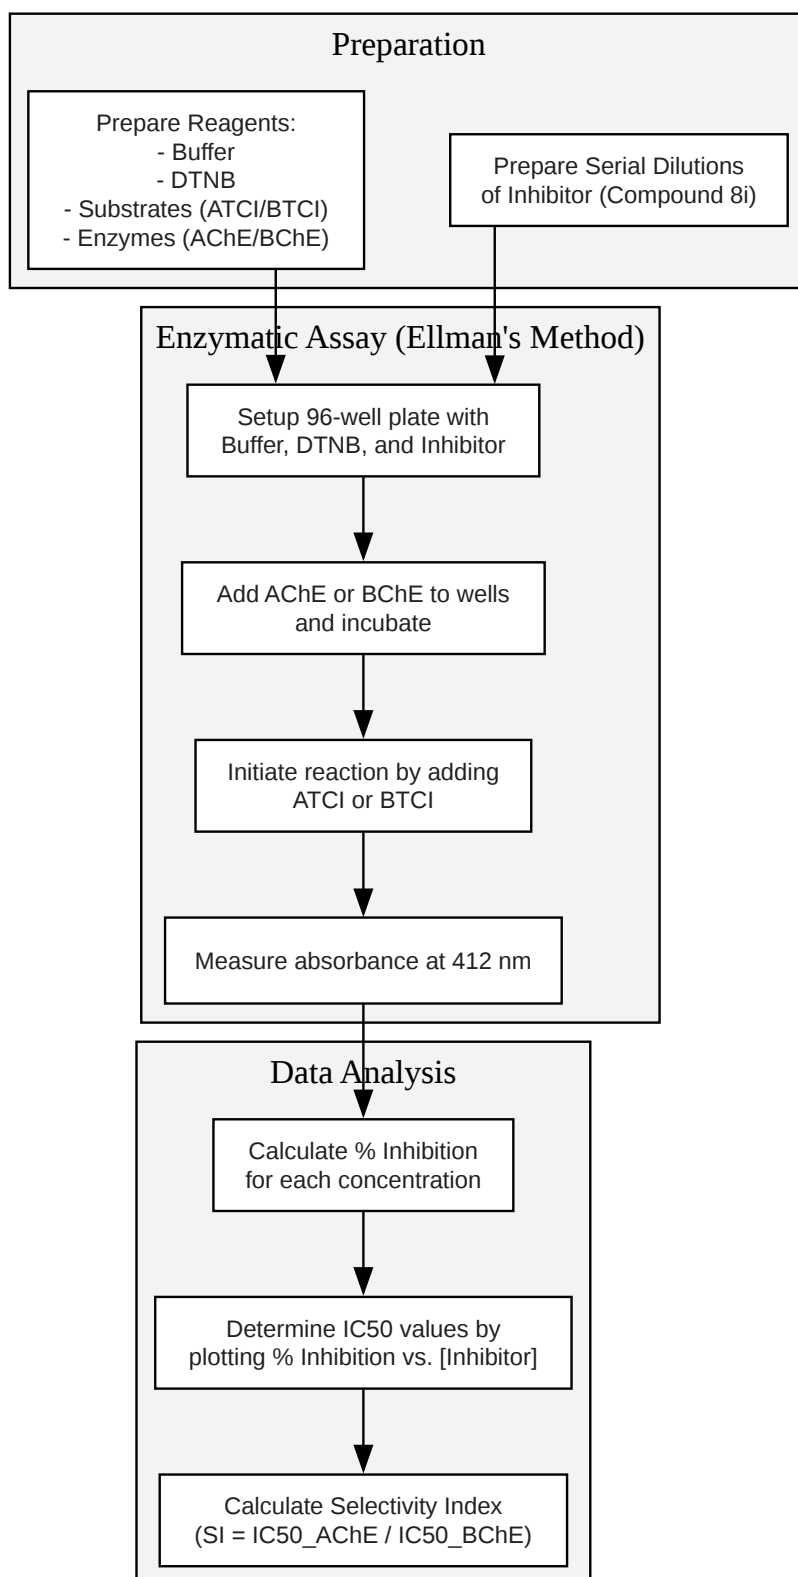 Preparation
Prepare Reagents:
- Buffer
- DTNB
- Substrates (ATCI/BTCI)
- Enzymes (AChE/BChE)
Prepare Serial Dilutions
of Inhibitor (Compound 8i)
Enzymatic Assay (Ellman's Method)
Setup 96-well plate with
Buffer, DTNB, and Inhibitor
Add AChE or BChE to wells
and incubate
Initiate reaction by adding
ATCI or BTCI
Measure absorbance at 412 nm
Data Analysis
Calculate % Inhibition
for each concentration
Determine IC50 values by
plotting % Inhibition vs. [Inhibitor]
Calculate Selectivity Index
(SI = IC50_AChE / IC50_BChE)